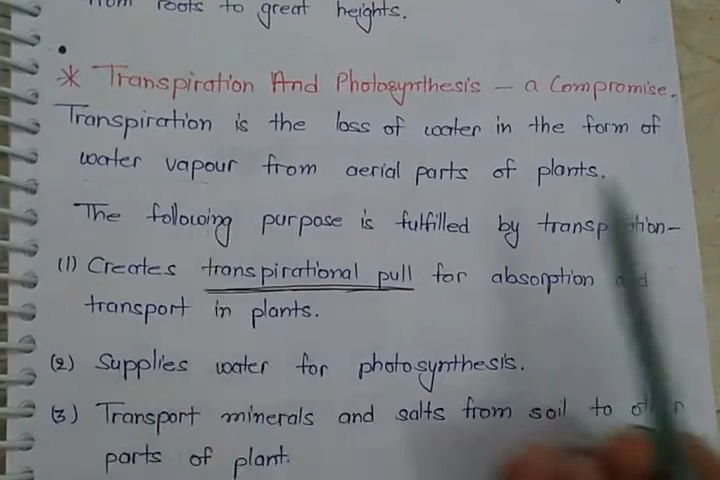 roots to great heights.
* Transpiration And Photosynthesis - a Compromise.
Transpiration is the loss of water in the form of
water vapour from aerial parts of plants.
The following purpose is fulfilled by
(1) Creates transpirational pull for absorption
transport in plants.
(2) Supplies water for photosynthesis.
(3) Transport minerals and salts from soil to
parts of plant.